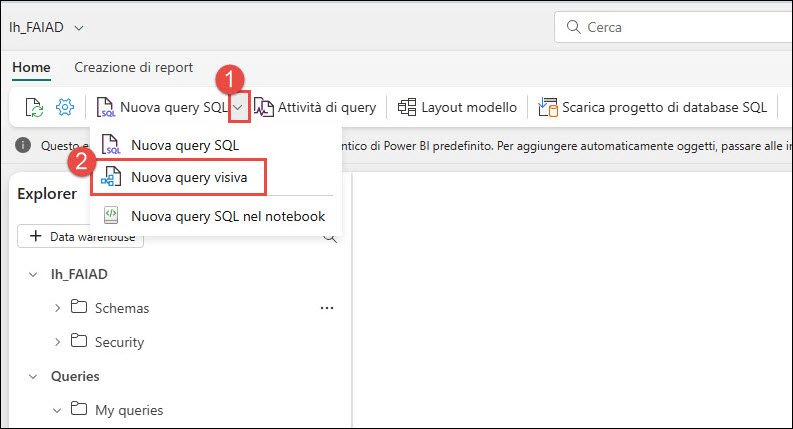 lh_FAIAD
Cerca
Home Creazione di report
1
Nuova query SQL Attività di query Layout modello Scarica progetto di database SQL
Nuova query SQL
Questo e ntico di Power BI predefinito. Per aggiungere automaticamente oggetti, passare alle in
2
Nuova query visiva
Explorer
Nuova query SQL nel notebook
+ Data warehouse
lh_FAIAD
Schemas ...
Security
Queries
My queries